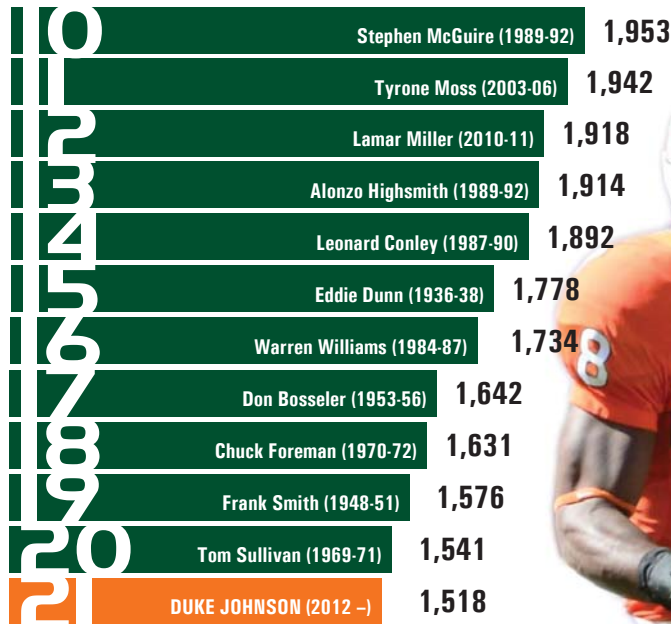 10 Stephen McGuire (1989-92) 1,953
11 Tyrone Moss (2003-06) 1,942
12 Lamar Miller (2010-11) 1,918
13 Alonzo Highsmith (1989-92) 1,914
14 Leonard Conley (1987-90) 1,892
15 Eddie Dunn (1936-38) 1,778
16 Warren Williams (1984-87) 1,734
17 Don Bosseler (1953-56) 1,642
18 Chuck Foreman (1970-72) 1,631
19 Frank Smith (1948-51) 1,576
20 Tom Sullivan (1969-71) 1,541
21 DUKE JOHNSON (2012 –) 1,518
8